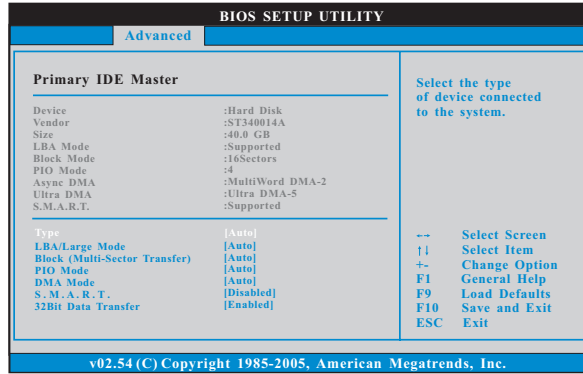 BIOS SETUP UTILITY
Advanced
Primary IDE Master
Device :Hard Disk
Vendor :ST340014A
Size :40.0 GB
LBA Mode :Supported
Block Mode :16Sectors
PIO Mode :4
Async DMA :MultiWord DMA-2
Ultra DMA :Ultra DMA-5
S.M.A.R.T. :Supported
Type [Auto]
LBA/Large Mode [Auto]
Block (Multi-Sector Transfer) [Auto]
PIO Mode [Auto]
DMA Mode [Auto]
S.M.A.R.T. [Disabled]
32Bit Data Transfer [Enabled]
Select the type
of device connected
to the system.
←→ Select Screen
↑↓ Select Item
+- Change Option
F1 General Help
F9 Load Defaults
F10 Save and Exit
ESC Exit
v02.54 (C) Copyright 1985-2005, American Megatrends, Inc.